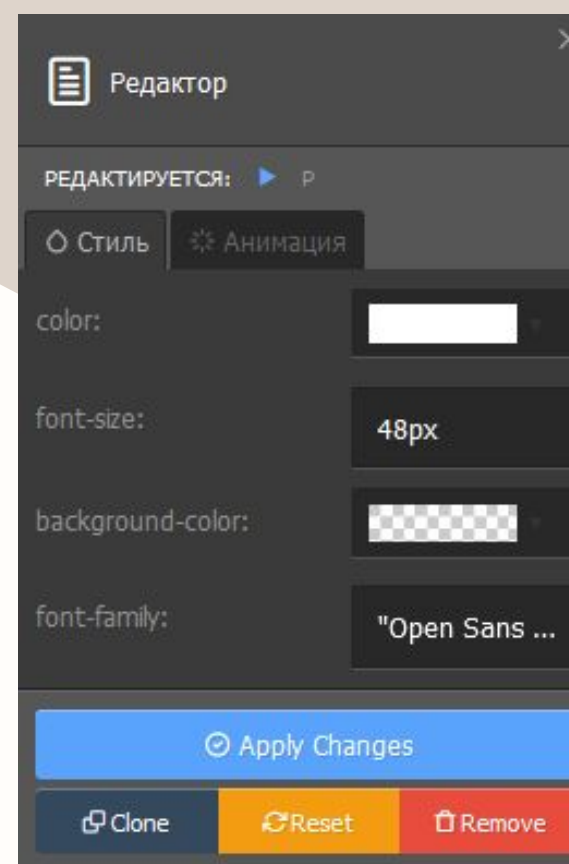 Редактор
РЕДАКТИРУЕТСЯ: P
Стиль Анимация
color:
font-size: 48px
background-color:
font-family: "Open Sans ...
Apply Changes
Clone Reset Remove